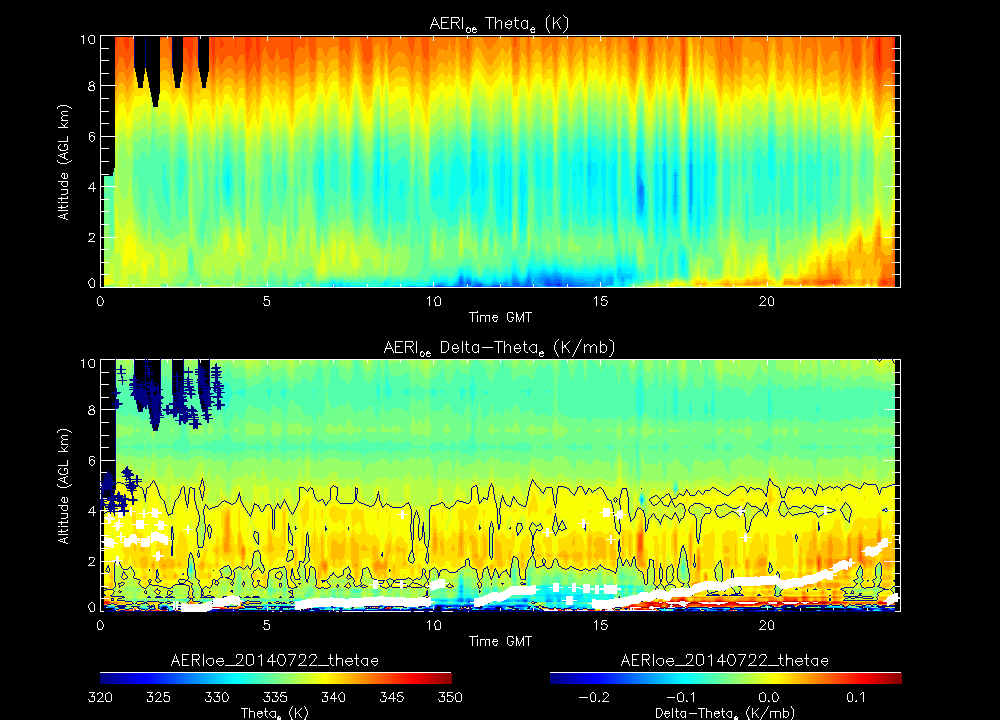 AERIoe Thetae (K)
10
8
6
4
2
0
Altitude (AGL km)
0 5 10 15 20
Time GMT
AERIoe Delta-Thetae (K/mb)
10
8
6
4
2
0
Altitude (AGL km)
0 5 10 15 20
Time GMT
AERIoe_20140722_thetae AERIoe_20140722_thetae
320 325 330 335 340 345 350 -0.2 -0.1 0.0 0.1
Thetae (K) Delta-Thetae (K/mb)